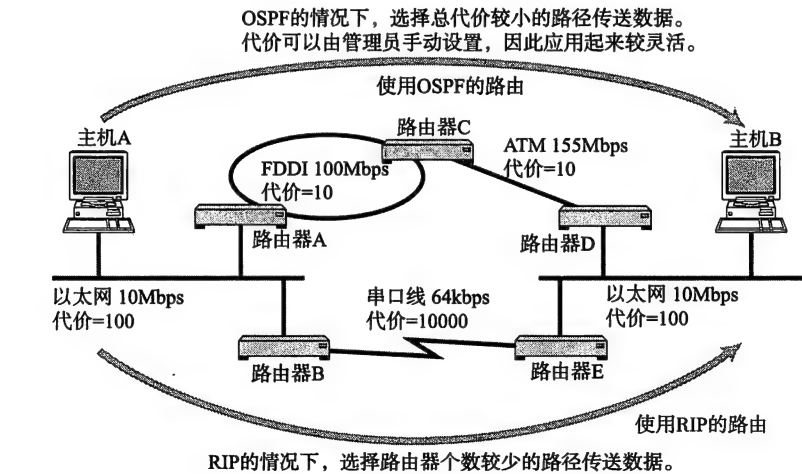 OSPF的情况下，选择总代价较小的路径传送数据。
代价可以由管理员手动设置，因此应用起来较灵活。
使用OSPF的路由
主机A
路由器C
ATM 155Mbps
代价=10
主机B
FDDI 100Mbps
代价=10
路由器A
路由器D
以太网 10Mbps
代价=100
串口线 64kbps
代价=10000
以太网 10Mbps
代价=100
路由器B
路由器E
使用RIP的路由
RIP的情况下，选择路由器个数较少的路径传送数据。